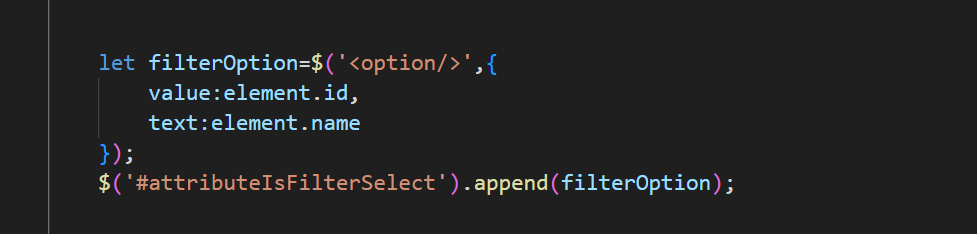 let filterOption=$('<option/>',{
value:element.id,
text:element.name
});
$('#attributeIsFilterSelect').append(filterOption);